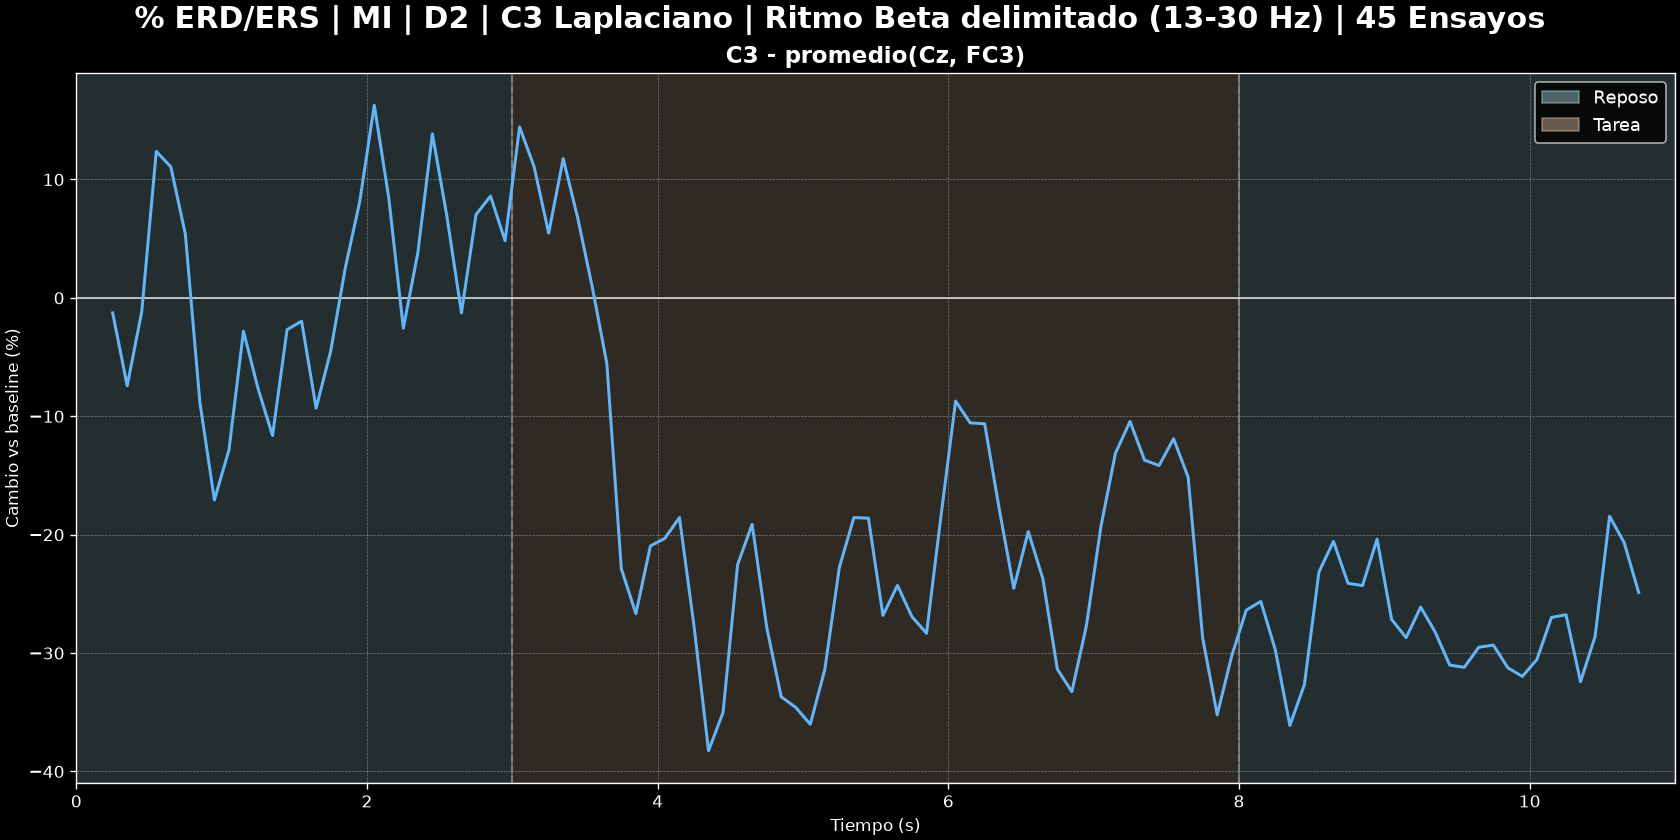 % ERD/ERS | MI | D2 | C3 Laplaciano | Ritmo Beta delimitado (13-30 Hz) | 45 Ensayos
C3 - promedio(Cz, FC3)
Reposo
Tarea
Cambio vs baseline (%)
10
0
−10
−20
−30
−40
0
2
4
6
8
10
Tiempo (s)